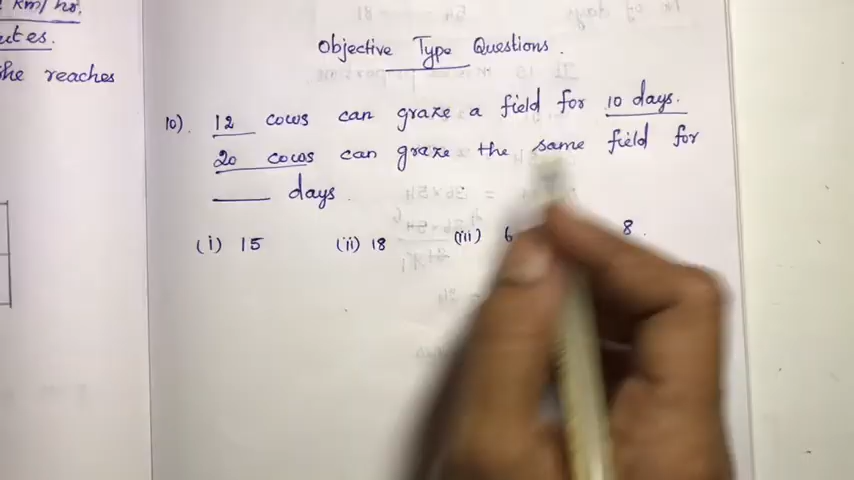 km/hr.
utes.
he reaches
Objective Type Questions.
10). 12 cows can graze a field for 10 days.
20 cows can graze the same field for
____ days.
(i) 15 (ii) 18 (iii) 6 8.